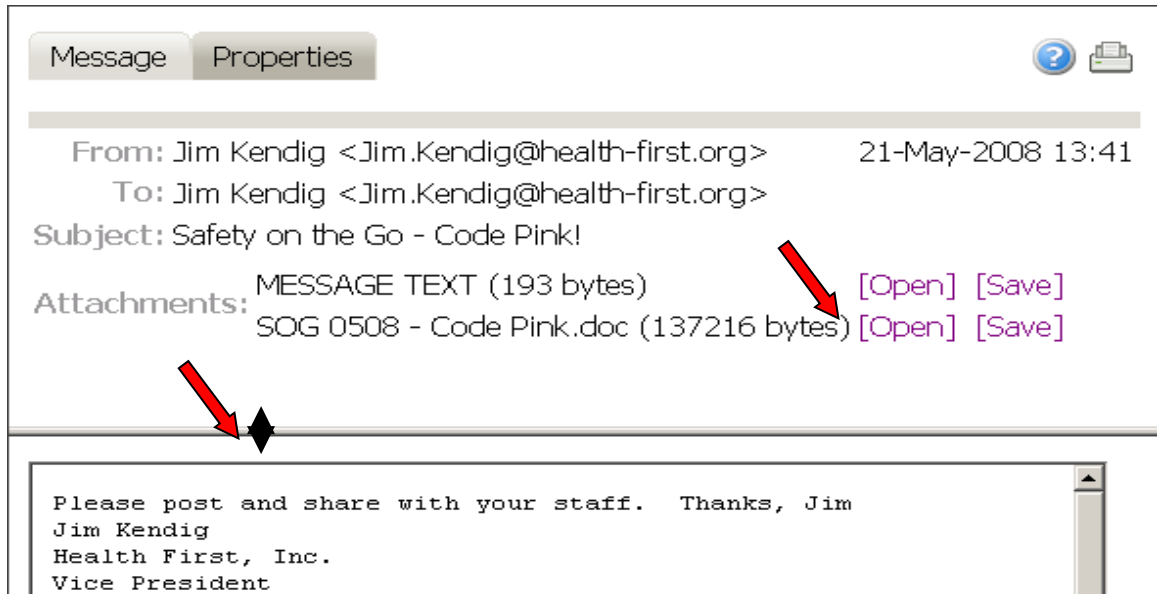 Message Properties
From: Jim Kendig <Jim.Kendig@health-first.org> 21-May-2008 13:41
To: Jim Kendig <Jim.Kendig@health-first.org>
Subject: Safety on the Go - Code Pink!
Attachments:
MESSAGE TEXT (193 bytes) [Open] [Save]
SOG 0508 - Code Pink.doc (137216 bytes) [Open] [Save]
Please post and share with your staff.  Thanks, Jim
Jim Kendig
Health First, Inc.
Vice President